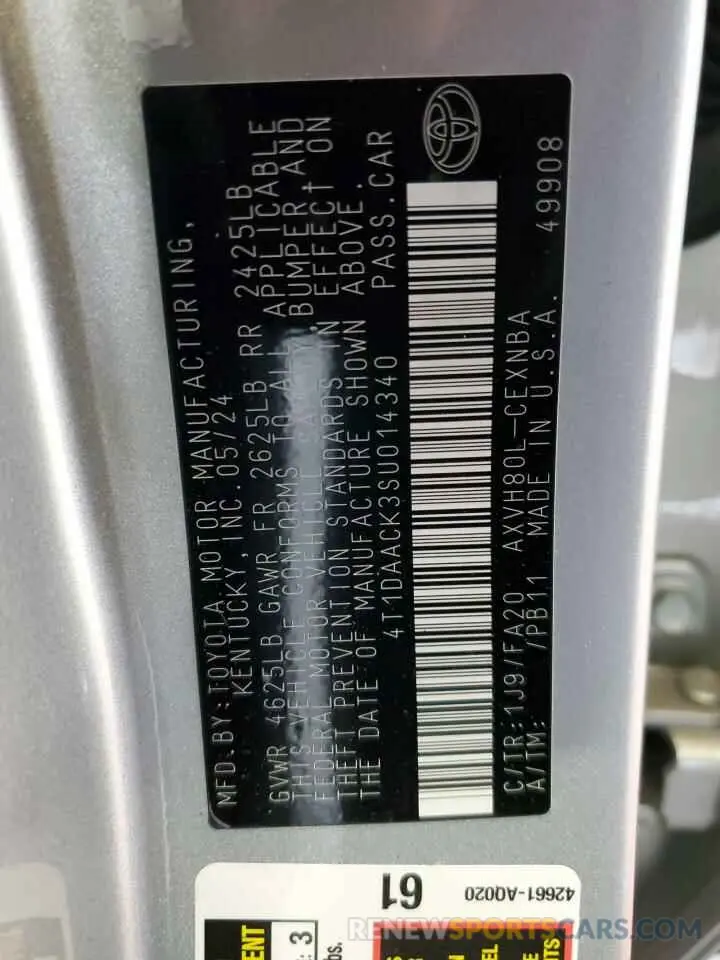 MFD. BY: TOYOTA MOTOR MANUFACTURING,
KENTUCKY, INC. 05/24
GVWR 4625LB GAWR FR 2625LB RR 2425LB
THIS VEHICLE CONFORMS TO ALL APPLICABLE
FEDERAL MOTOR VEHICLE SAFETY, BUMPER, AND
THEFT PREVENTION STANDARDS IN EFFECT ON
THE DATE OF MANUFACTURE SHOWN ABOVE.
4T1DAACK3SU014340 PASS. CAR
C/TR: 1J9/FA20 AXVH80L-CEXNBA
A/TM: /PB11 MADE IN U.S.A. 49908
42661-AQ020
61
3
RENEWSPORTSCARS.COM